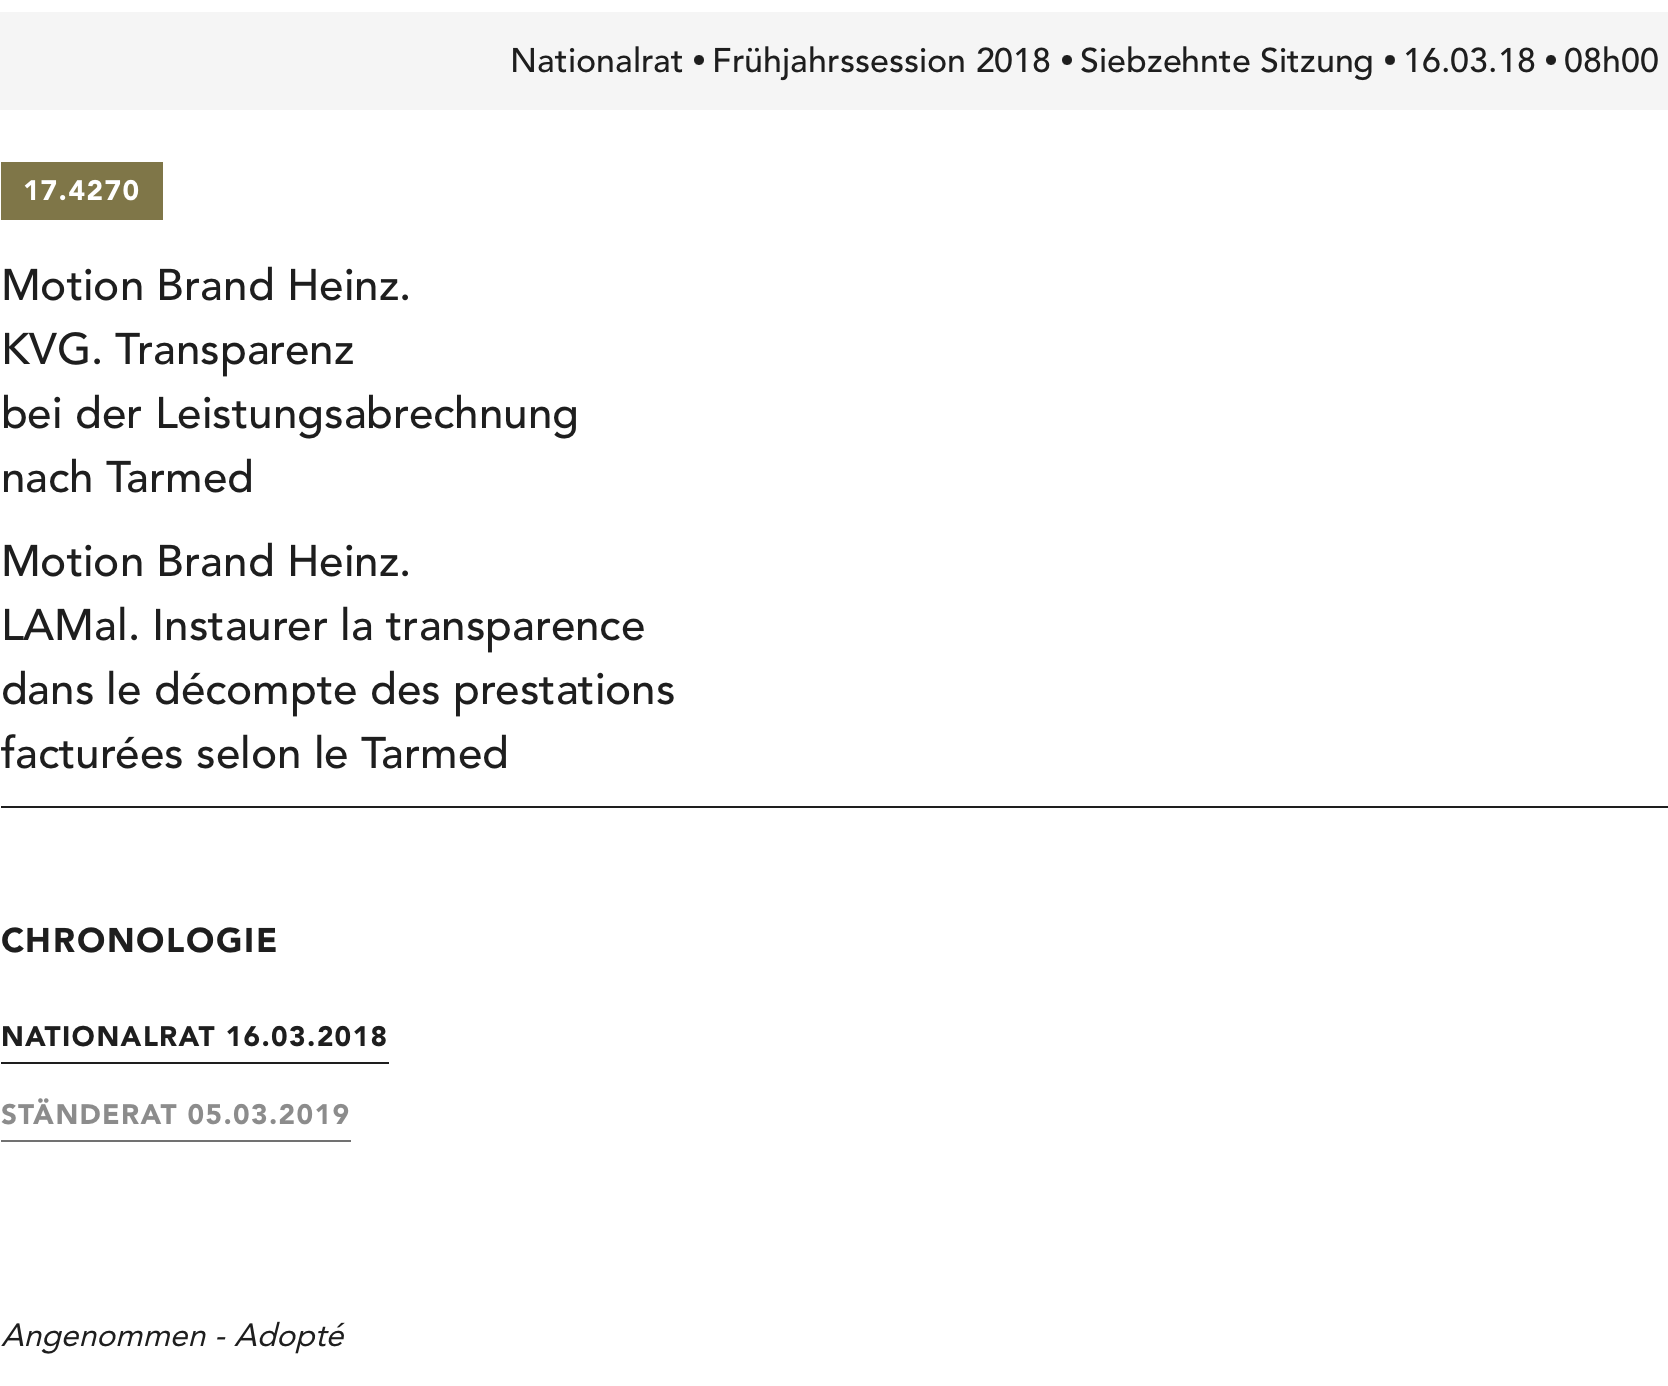 Nationalrat • Frühjahrssession 2018 • Siebzehnte Sitzung • 16.03.18 • 08h00
17.4270
Motion Brand Heinz.
KVG. Transparenz
bei der Leistungsabrechnung
nach Tarmed
Motion Brand Heinz.
LAMal. Instaurer la transparence
dans le décompte des prestations
facturées selon le Tarmed
CHRONOLOGIE
NATIONALRAT 16.03.2018
STÄNDERAT 05.03.2019
Angenommen - Adopté